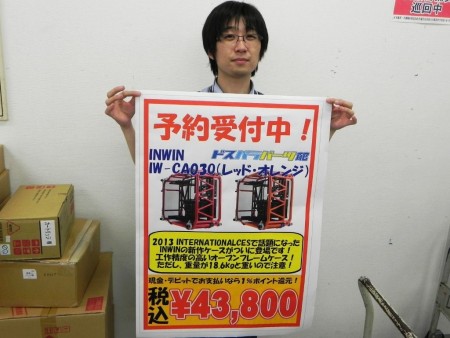 巡回中
予約受付中！
INWIN ドスパラパーツ館
IW-CA030(レッド・オレンジ)
2013 INTERNATIONALCESで話題になった
INWINの新作ケースがついに登場です！
工作精度の高いオープンフレームケース！
ただし、重量が18.6kgと重いので注意！
現金・デビットでお支払いなら1%ポイント還元！
税込 ¥43,800